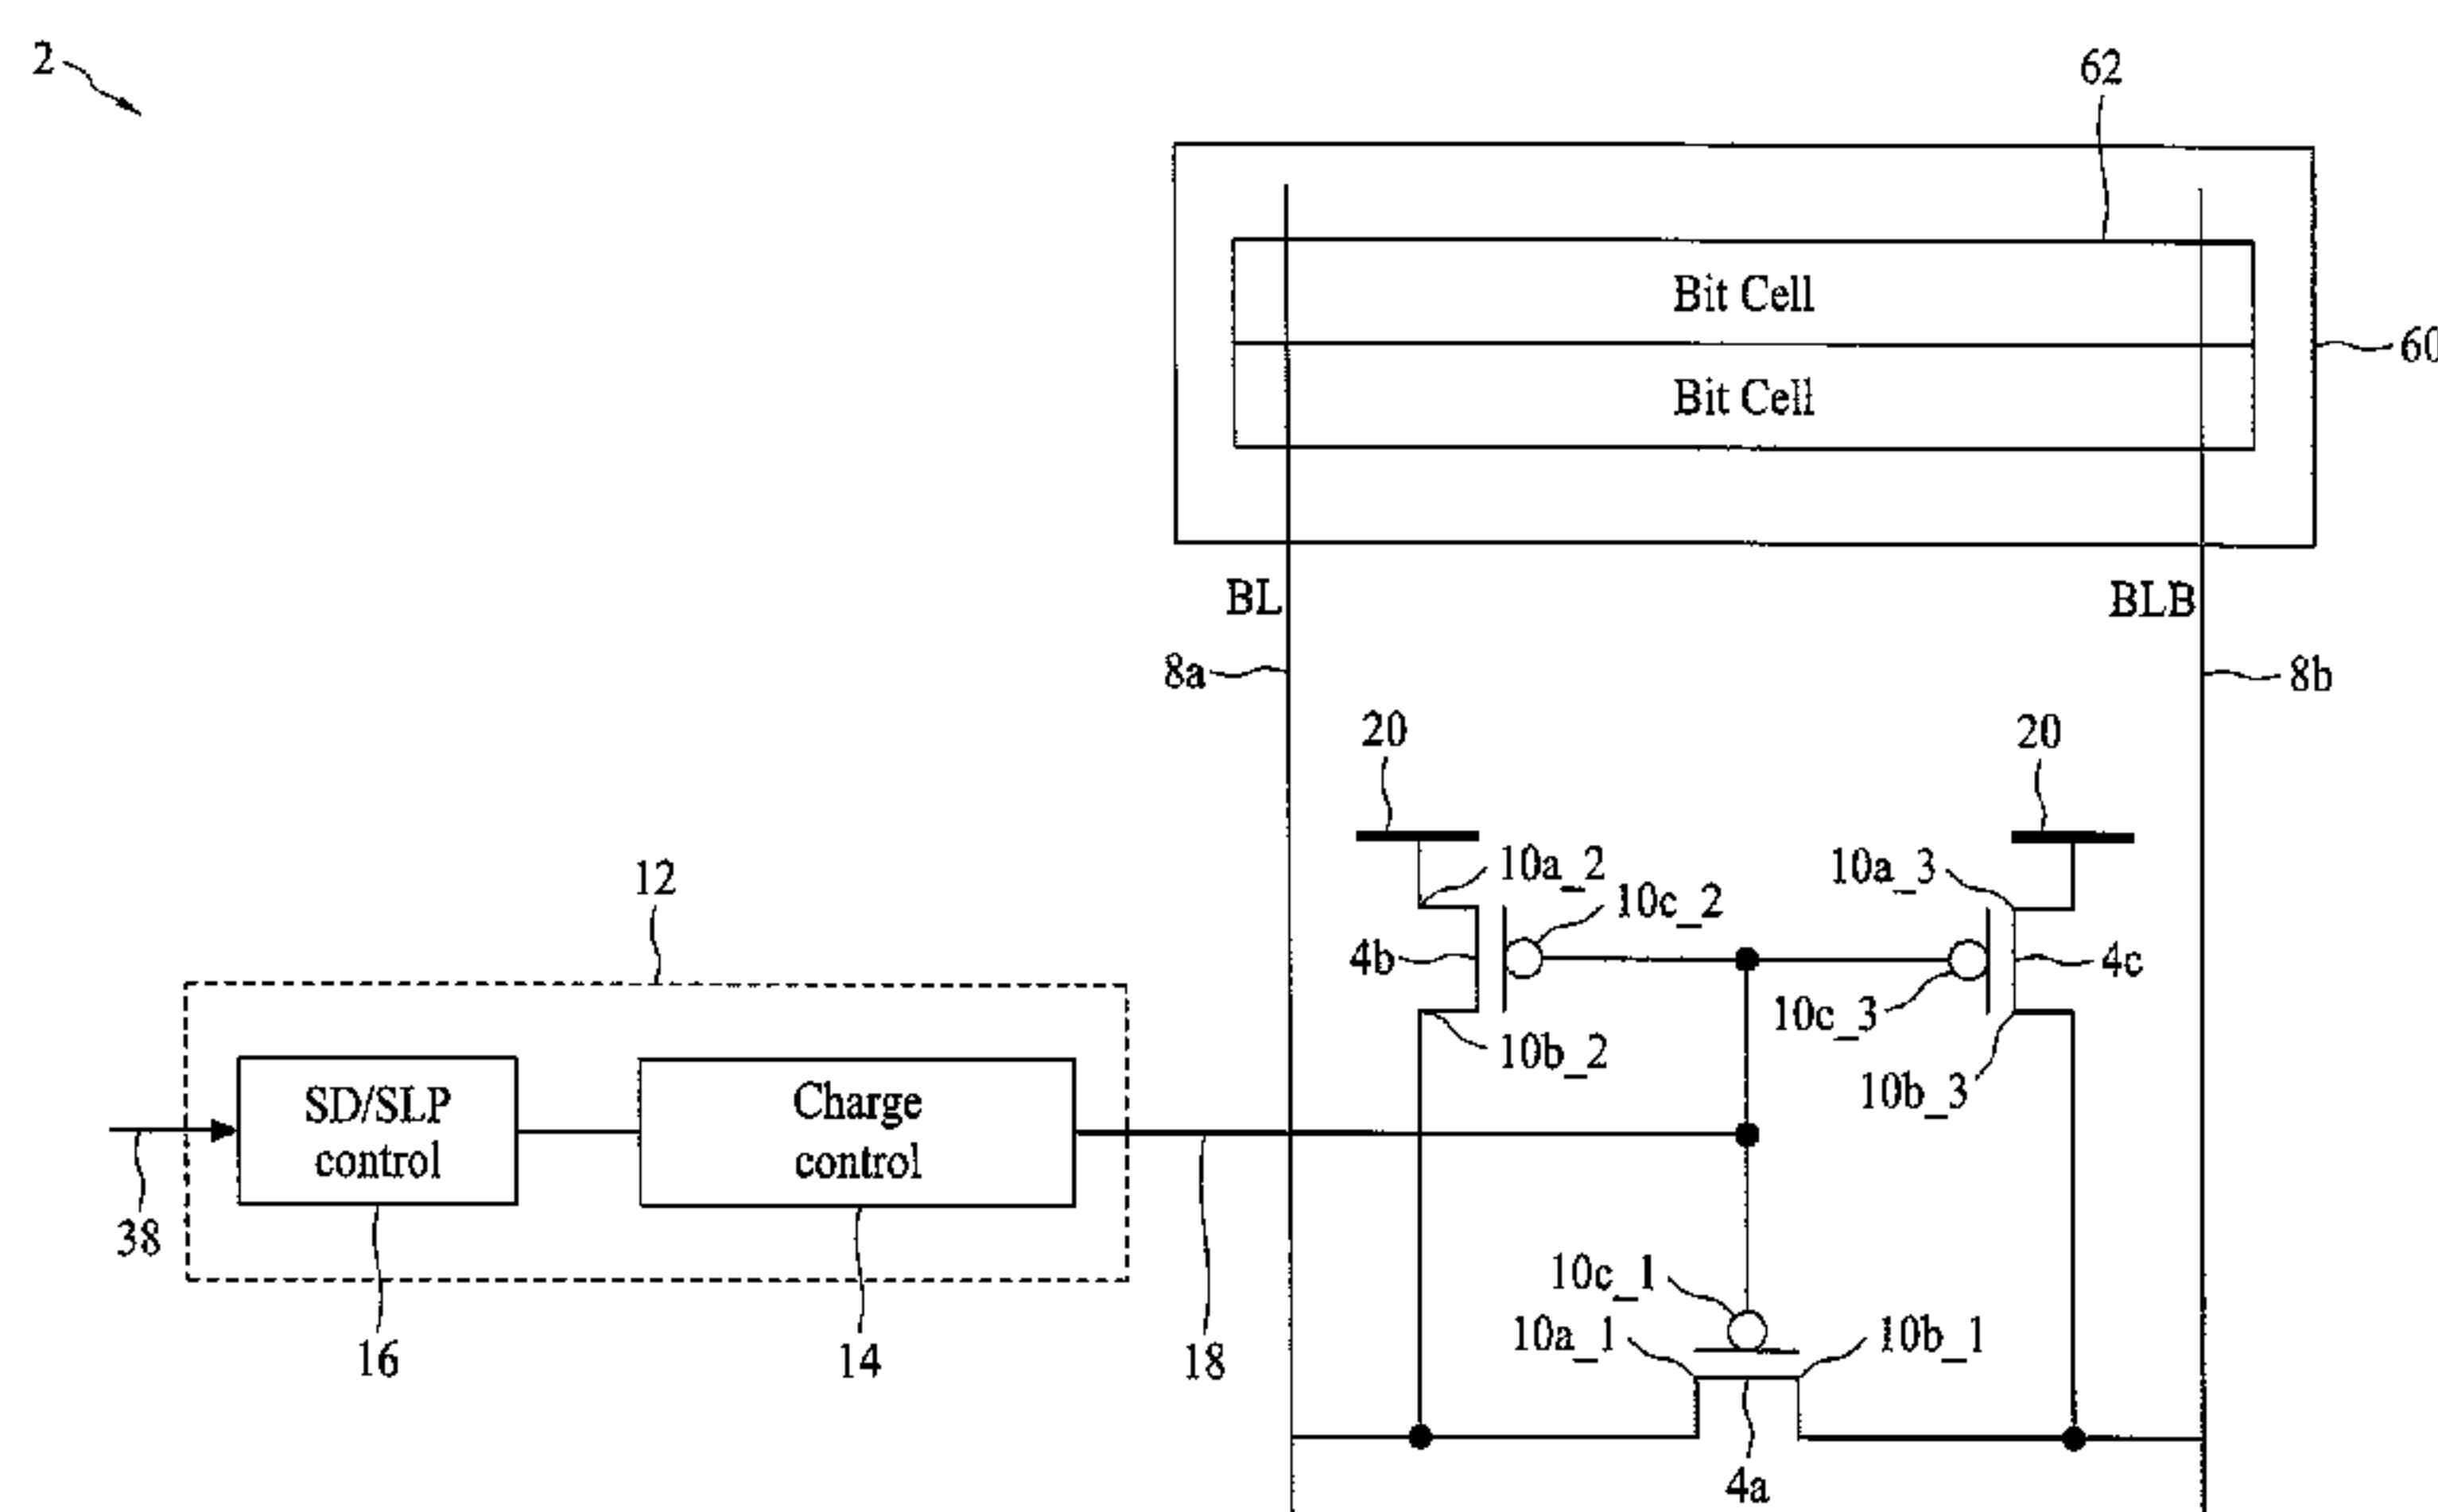 2
62
Bit Cell
60
Bit Cell
BL
BLB
8a
8b
20
20
10a_2
10a_3
12
10c_2
4b
4c
10c_3
10b_2
10b_3
SD/SLP
control
Charge
control
38
10c_1
10a_1
10b_1
16
14
18
4a